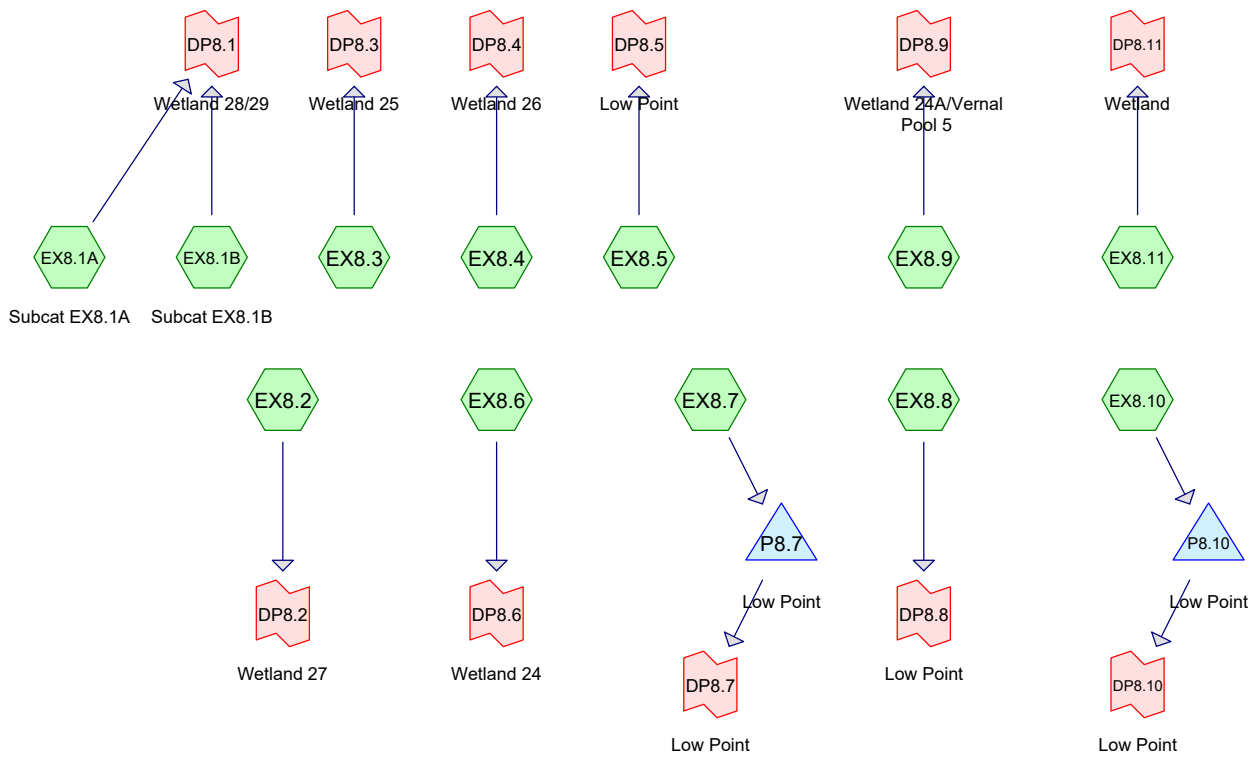 DP8.1
DP8.3
DP8.4
DP8.5
DP8.9
DP8.11
Wetland 28/29
Wetland 25
Wetland 26
Low Point
Wetland 24A/Vernal
Pool 5
Wetland
EX8.1A
EX8.1B
EX8.3
EX8.4
EX8.5
EX8.9
EX8.11
Subcat EX8.1A
Subcat EX8.1B
EX8.2
EX8.6
EX8.7
EX8.8
EX8.10
P8.7
P8.10
Low Point
Low Point
DP8.2
DP8.6
DP8.8
Wetland 27
Wetland 24
Low Point
DP8.7
DP8.10
Low Point
Low Point